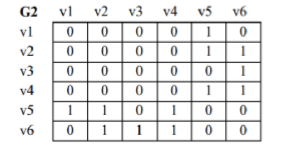 G2 v1 v2 v3 v4 v5 v6
v1 0 0 0 0 1 0
v2 0 0 0 0 1 1
v3 0 0 0 0 0 1
v4 0 0 0 0 1 1
v5 1 1 0 1 0 0
v6 0 1 1 1 0 0